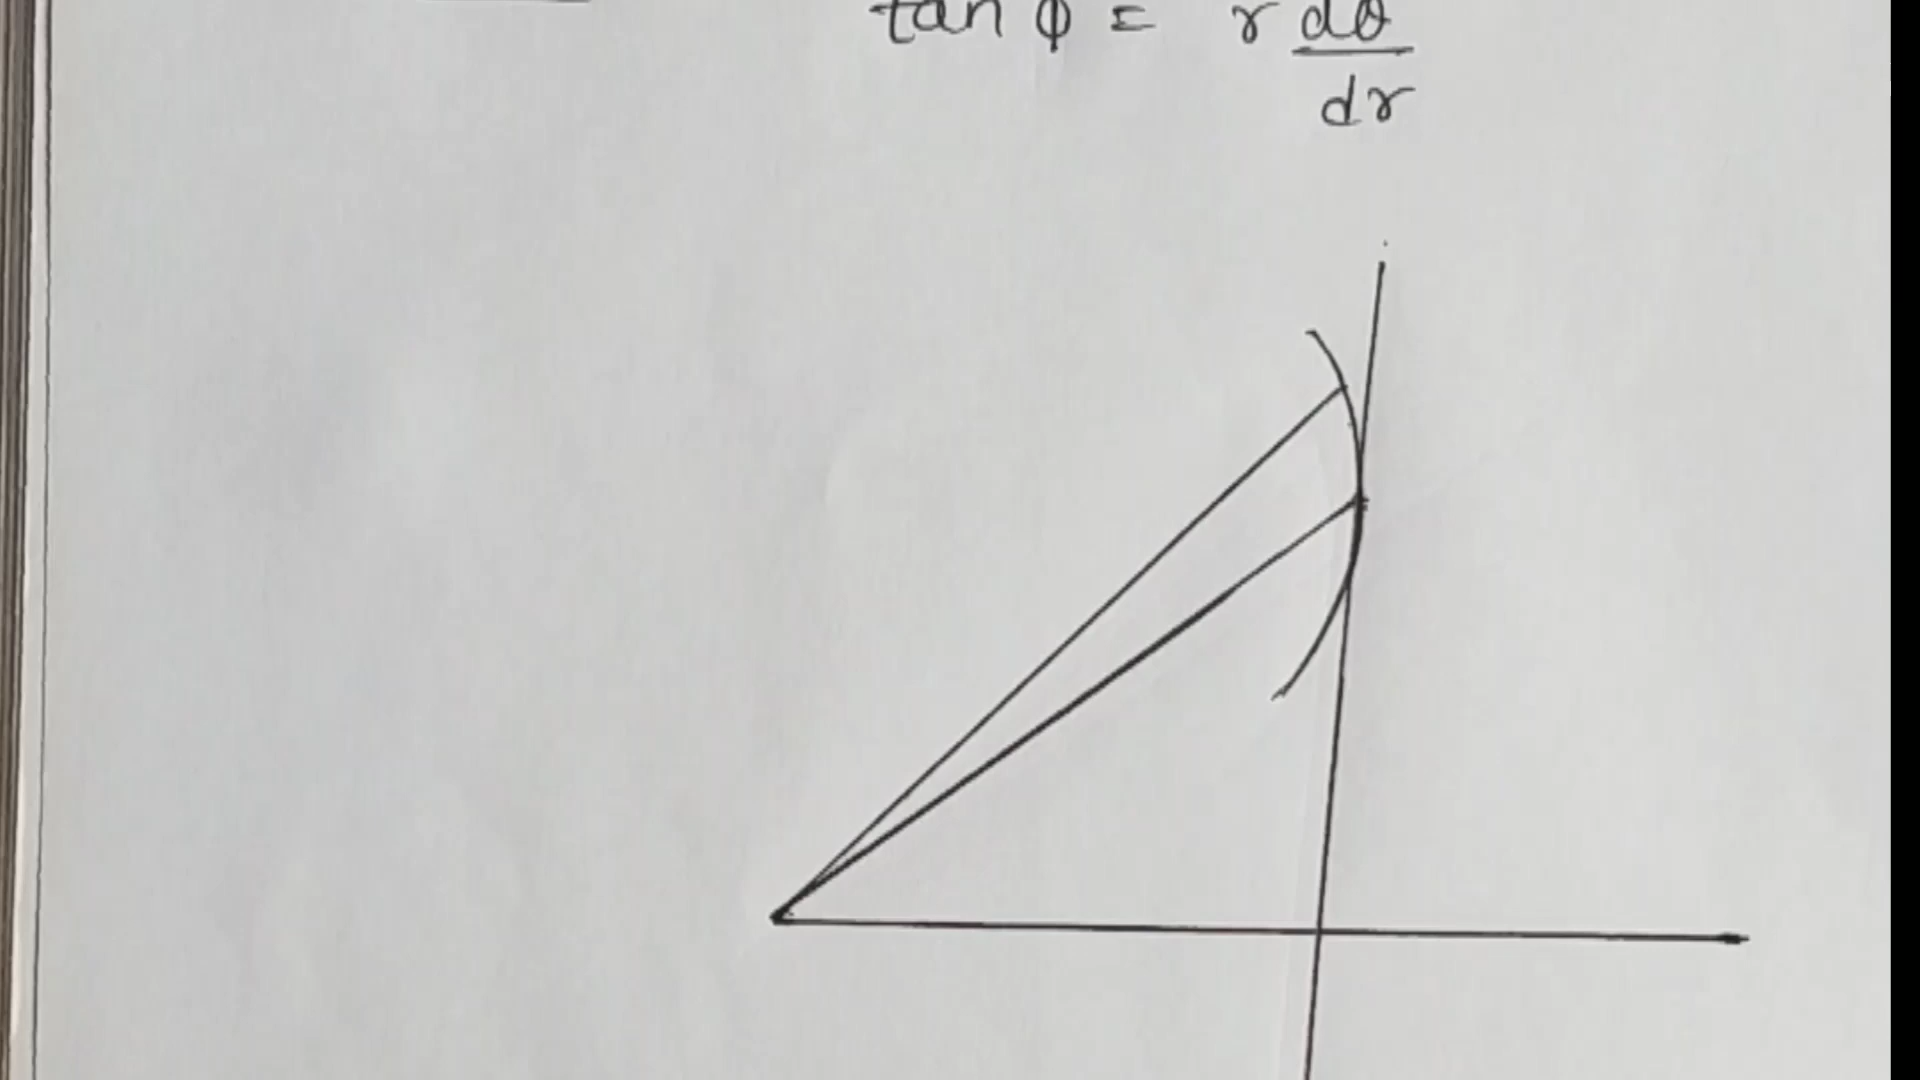 tan φ = r dθ
dr